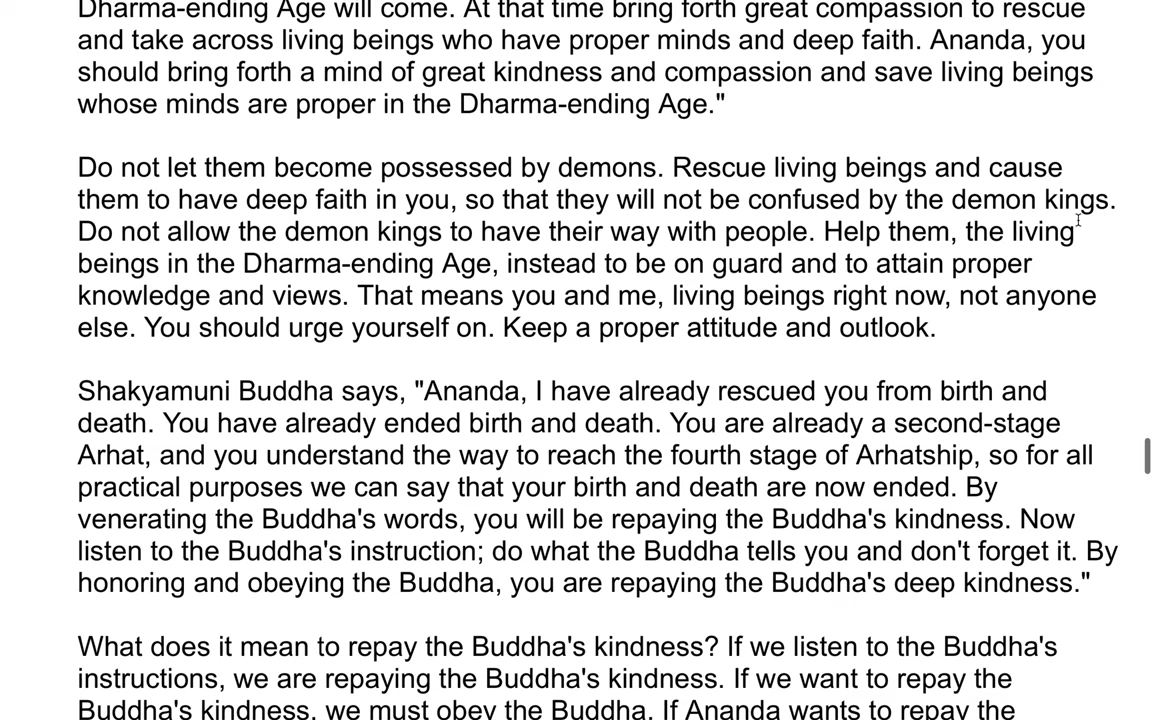 Dharma-ending Age will come. At that time bring forth great compassion to rescue
and take across living beings who have proper minds and deep faith. Ananda, you
should bring forth a mind of great kindness and compassion and save living beings
whose minds are proper in the Dharma-ending Age."
Do not let them become possessed by demons. Rescue living beings and cause
them to have deep faith in you, so that they will not be confused by the demon kings.
Do not allow the demon kings to have their way with people. Help them, the living
beings in the Dharma-ending Age, instead to be on guard and to attain proper
knowledge and views. That means you and me, living beings right now, not anyone
else. You should urge yourself on. Keep a proper attitude and outlook.
Shakyamuni Buddha says, "Ananda, I have already rescued you from birth and
death. You have already ended birth and death. You are already a second-stage
Arhat, and you understand the way to reach the fourth stage of Arhatship, so for all
practical purposes we can say that your birth and death are now ended. By
venerating the Buddha's words, you will be repaying the Buddha's kindness. Now
listen to the Buddha's instruction; do what the Buddha tells you and don't forget it. By
honoring and obeying the Buddha, you are repaying the Buddha's deep kindness."
What does it mean to repay the Buddha's kindness? If we listen to the Buddha's
instructions, we are repaying the Buddha's kindness. If we want to repay the
Buddha's kindness, we must obey the Buddha. If Ananda wants to repay the